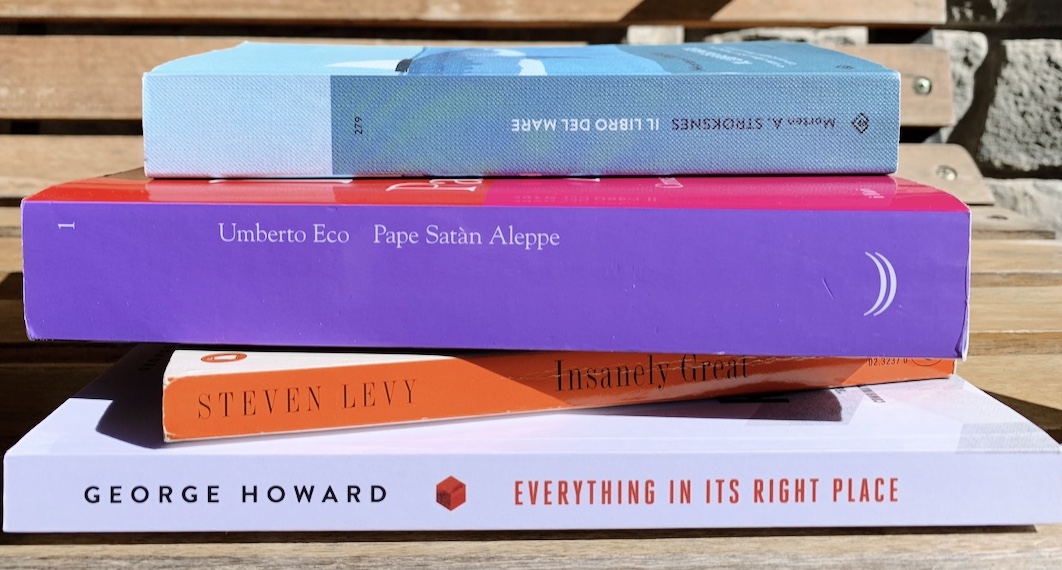 Morten A. STRØKSNES IL LIBRO DEL MARE
279
1
Umberto Eco Pape Satàn Aleppe
STEVEN LEVY
Insanely Great
GEORGE HOWARD
EVERYTHING IN ITS RIGHT PLACE